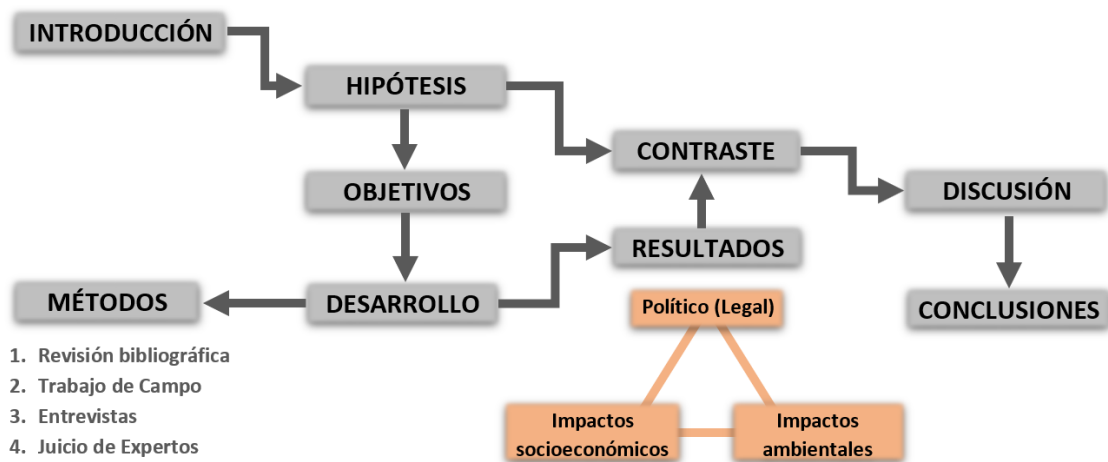 INTRODUCCIÓN
HIPÓTESIS
OBJETIVOS
DESARROLLO
MÉTODOS
1. Revisión bibliográfica
2. Trabajo de Campo
3. Entrevistas
4. Juicio de Expertos
CONTRASTE
RESULTADOS
Político (Legal)
Impactos
socioeconómicos
Impactos
ambientales
DISCUSIÓN
CONCLUSIONES